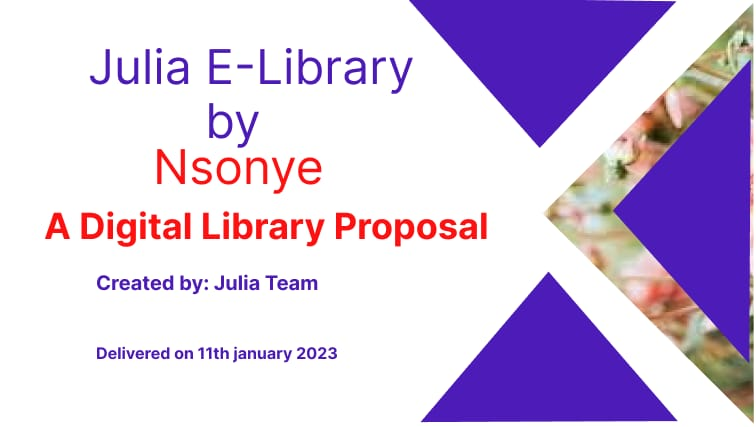 Julia E-Library
by
Nsonye
A Digital Library Proposal
Created by: Julia Team
Delivered on 11th january 2023